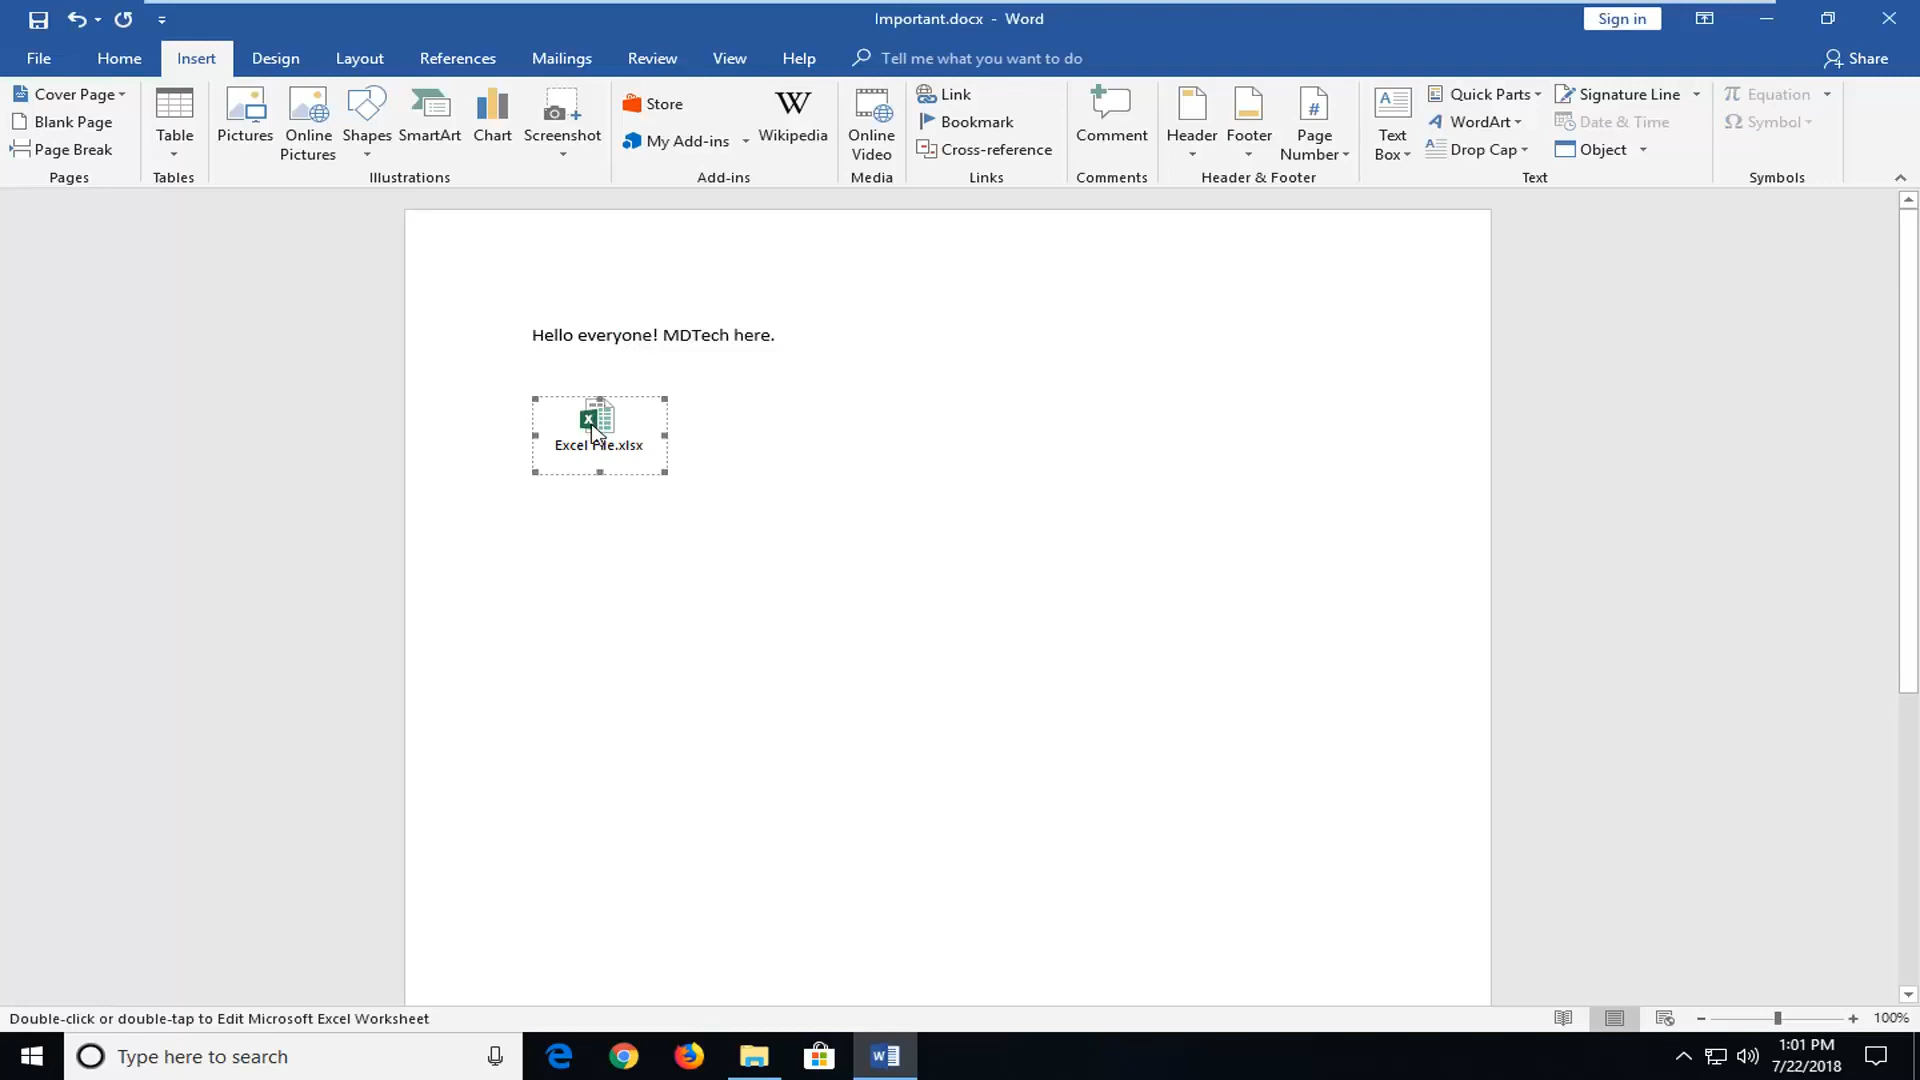 Important.docx - Word
Sign in
File Home Insert Design Layout References Mailings Review View Help Tell me what you want to do Share
Cover Page
Blank Page
Page Break
Pages
Table
Tables
Pictures
Online
Pictures
Shapes
SmartArt
Chart
Screenshot
Illustrations
Store
My Add-ins
W
Wikipedia
Add-ins
Online
Video
Media
Link
Bookmark
Cross-reference
Links
Comment
Comments
Header
Footer
Page
Number
Header & Footer
Text
Box
Quick Parts
WordArt
Drop Cap
Signature Line
Date & Time
Object
Text
Equation
Symbol
Symbols
Hello everyone! MDTech here.
Excel File.xlsx
Double-click or double-tap to Edit Microsoft Excel Worksheet
100%
Type here to search
1:01 PM
7/22/2018